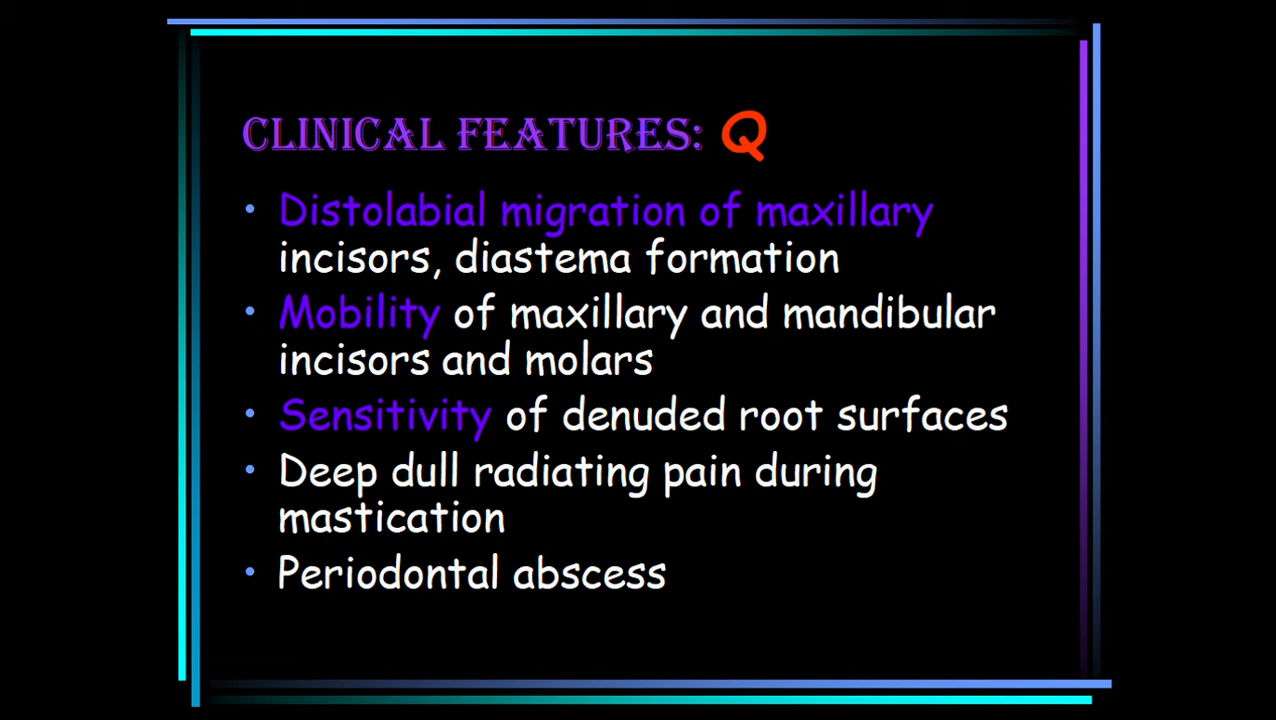 CLINICAL FEATURES: Q
• Distolabial migration of maxillary
incisors, diastema formation
• Mobility of maxillary and mandibular
incisors and molars
• Sensitivity of denuded root surfaces
• Deep dull radiating pain during
mastication
• Periodontal abscess